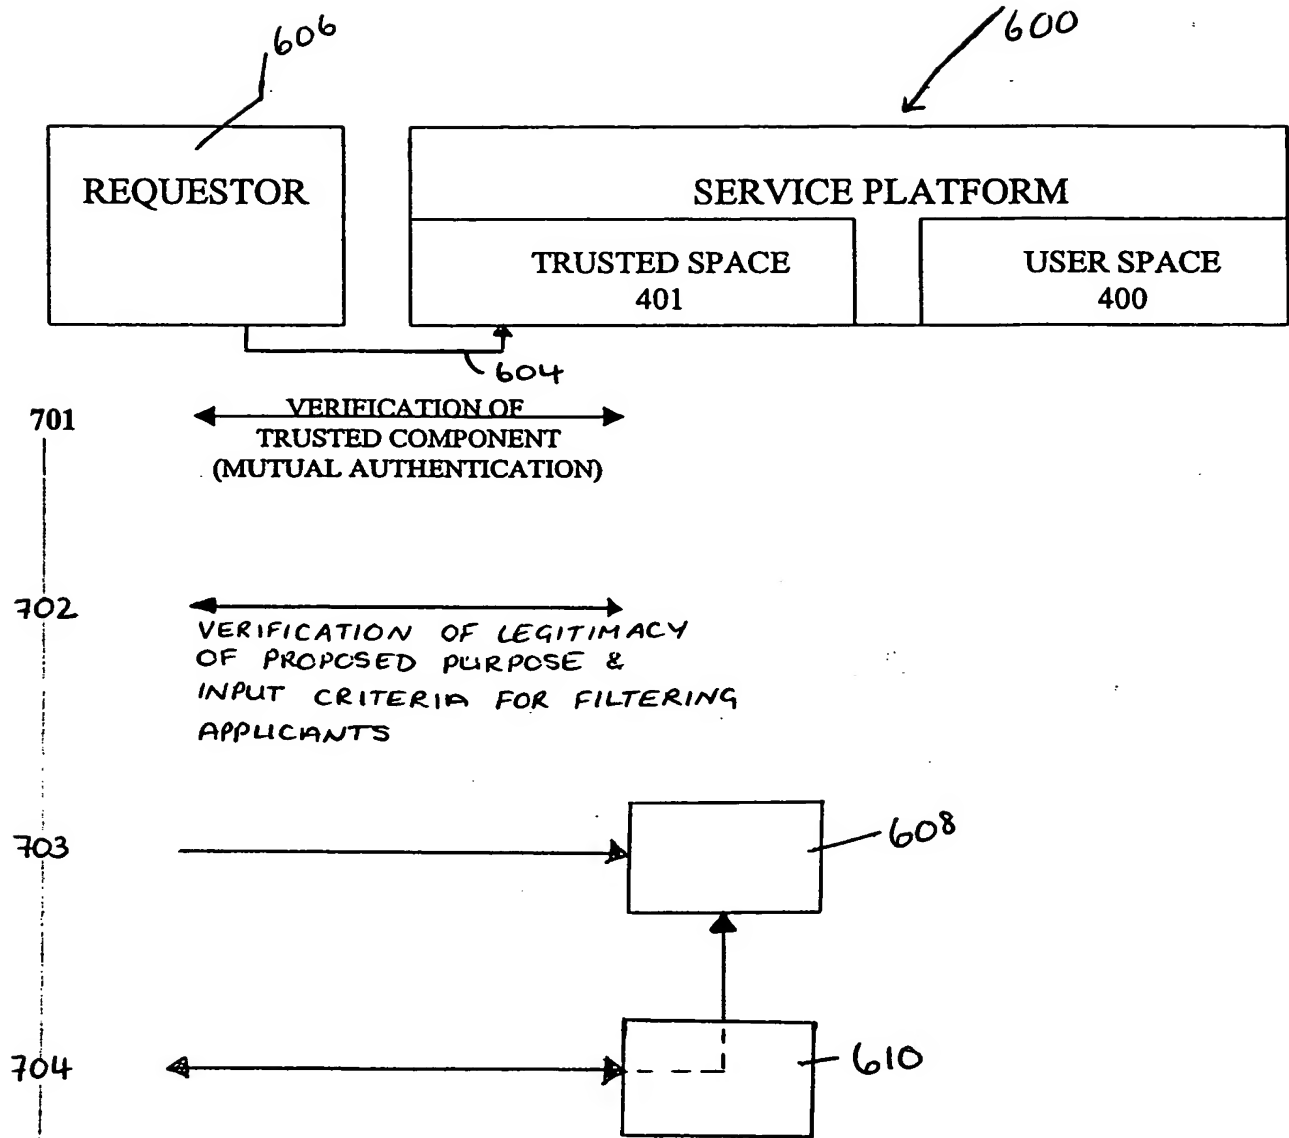 606
600
REQUESTOR
SERVICE PLATFORM
TRUSTED SPACE
401
USER SPACE
400
604
701
VERIFICATION OF
TRUSTED COMPONENT
(MUTUAL AUTHENTICATION)
702
VERIFICATION OF LEGITIMACY
OF PROPOSED PURPOSE &
INPUT CRITERIA FOR FILTERING
APPLICANTS
703
608
704
610